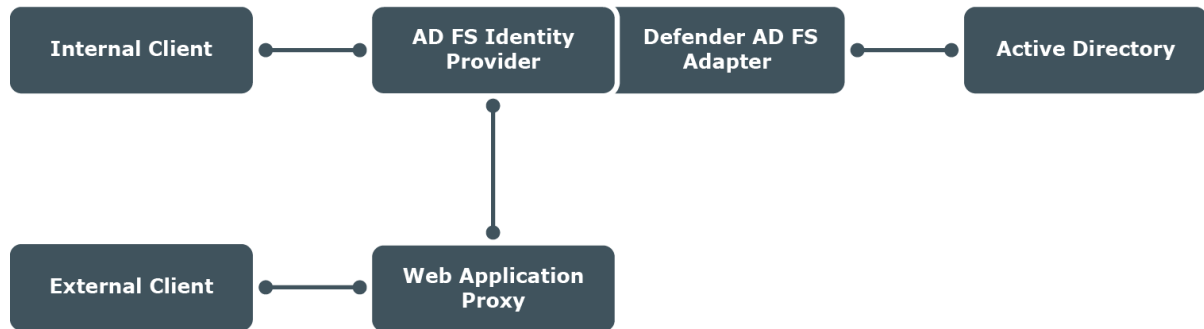 Internal Client
AD FS Identity
Provider
Defender AD FS
Adapter
Active Directory
External Client
Web Application
Proxy